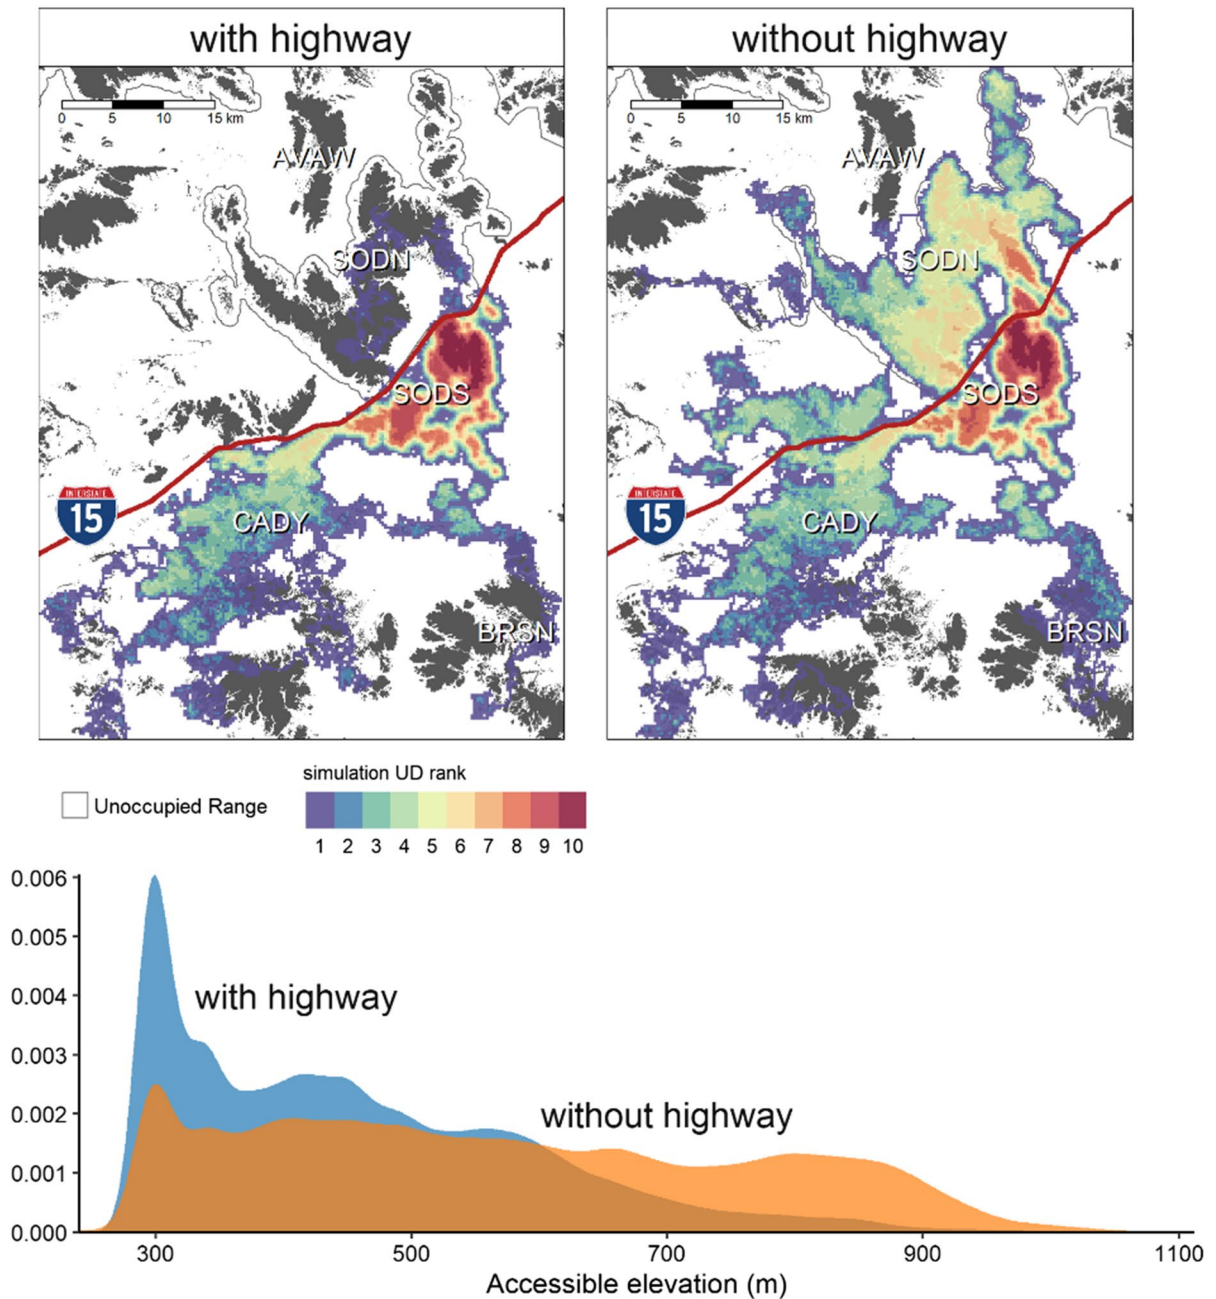 with highway
without highway
0 5 10 15 km
0 5 10 15 km
AVAW
AVAW
SODN
SODN
SODS
SODS
INTERSTATE
15
INTERSTATE
15
CADY
CADY
BRSN
BRSN
simulation UD rank
Unoccupied Range
1 2 3 4 5 6 7 8 9 10
0.006
0.005
0.004
0.003
0.002
0.001
0.000
with highway
without highway
300 500 700 900 1100
Accessible elevation (m)